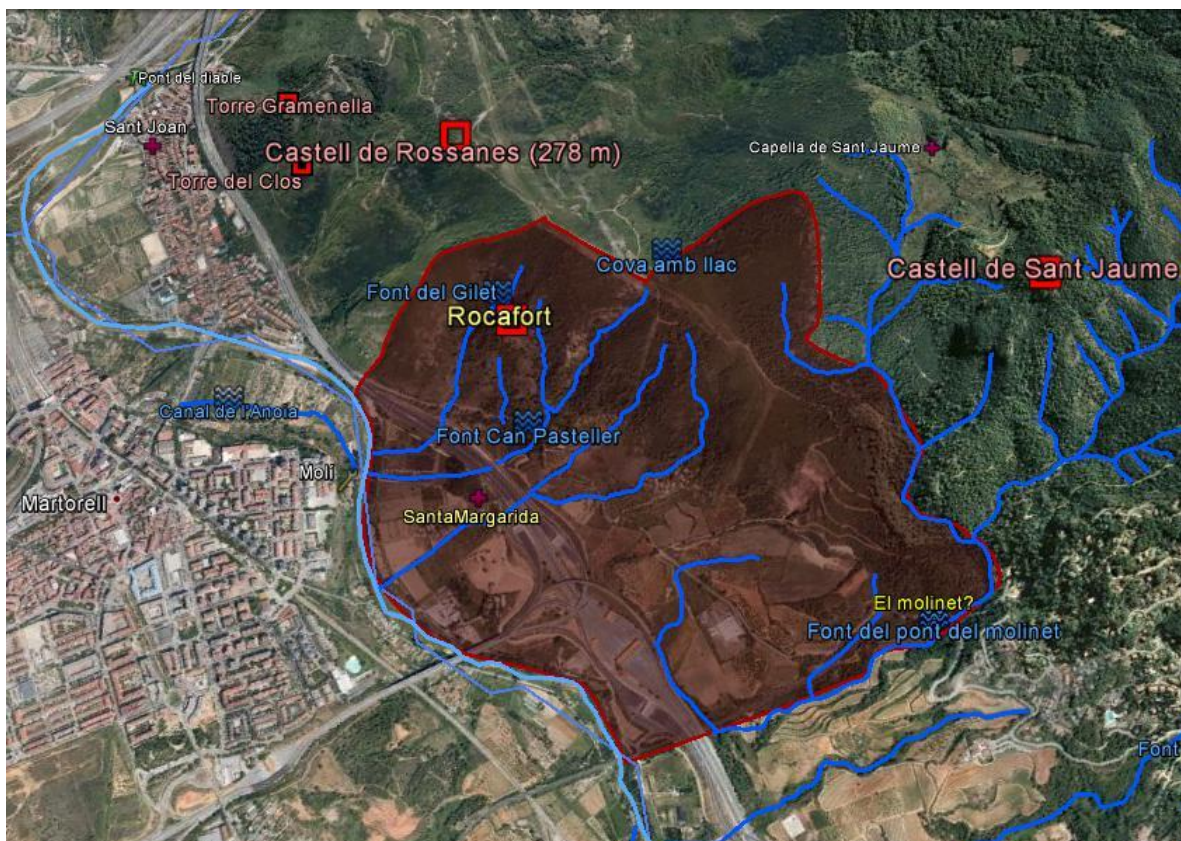 Pont del diable
Torre Gramenella
Sant Joan
Castell de Rossanes (278 m)
Capella de Sant Jaume
Torre del Clos
Cova amb llac
Castell de Sant Jaume
Font del Gilet
Rocafort
Canal de l'Anoia
Font Can Pasteller
Molí
Martorell
SantaMargarida
El molinet?
Font del pont del molinet
Font